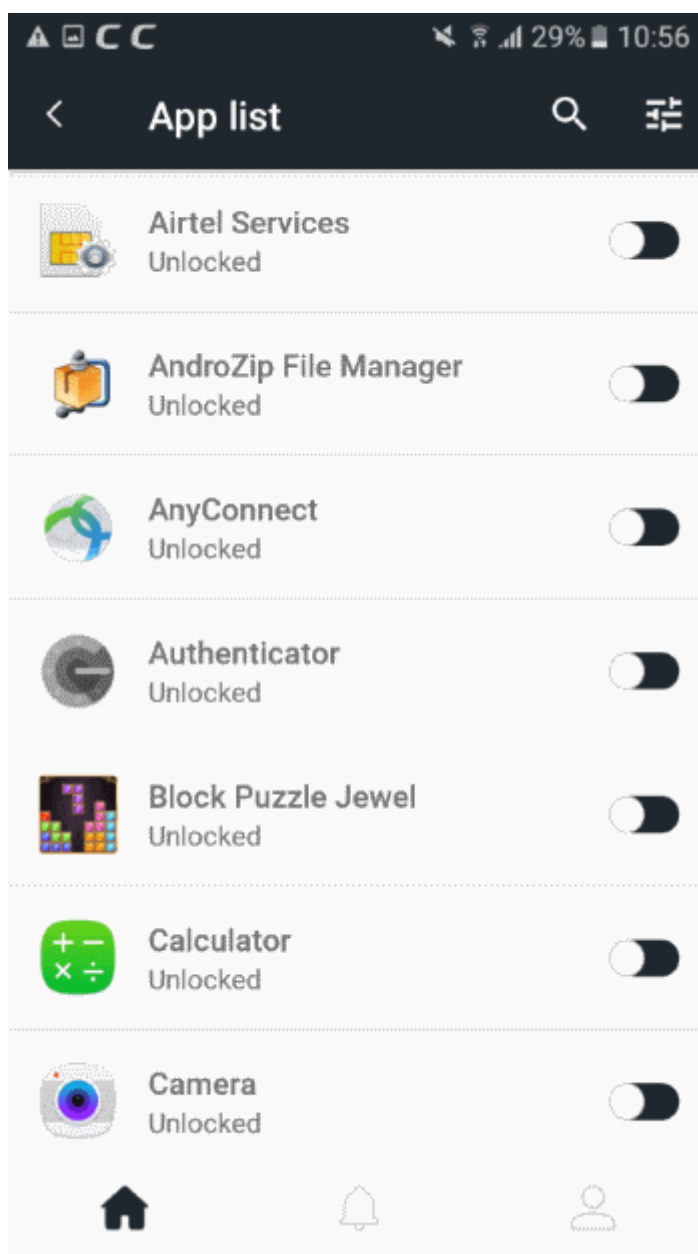 29% 10:56
App list
Airtel Services
Unlocked
AndroZip File Manager
Unlocked
AnyConnect
Unlocked
Authenticator
Unlocked
Block Puzzle Jewel
Unlocked
Calculator
Unlocked
Camera
Unlocked